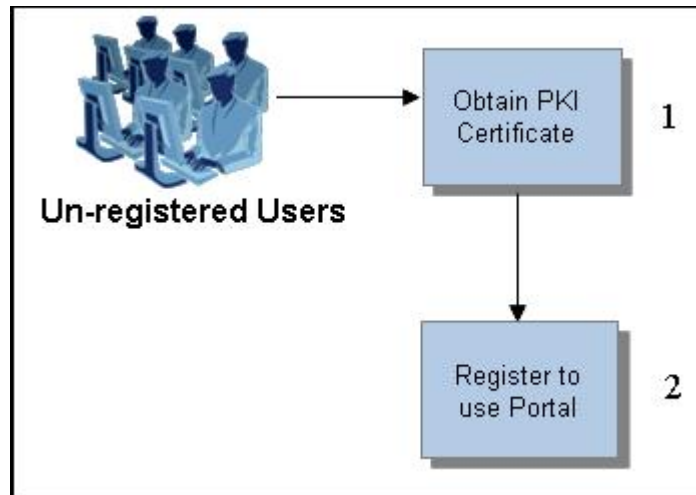 Obtain PKI
Certificate
1
Un-registered Users
Register to
use Portal
2